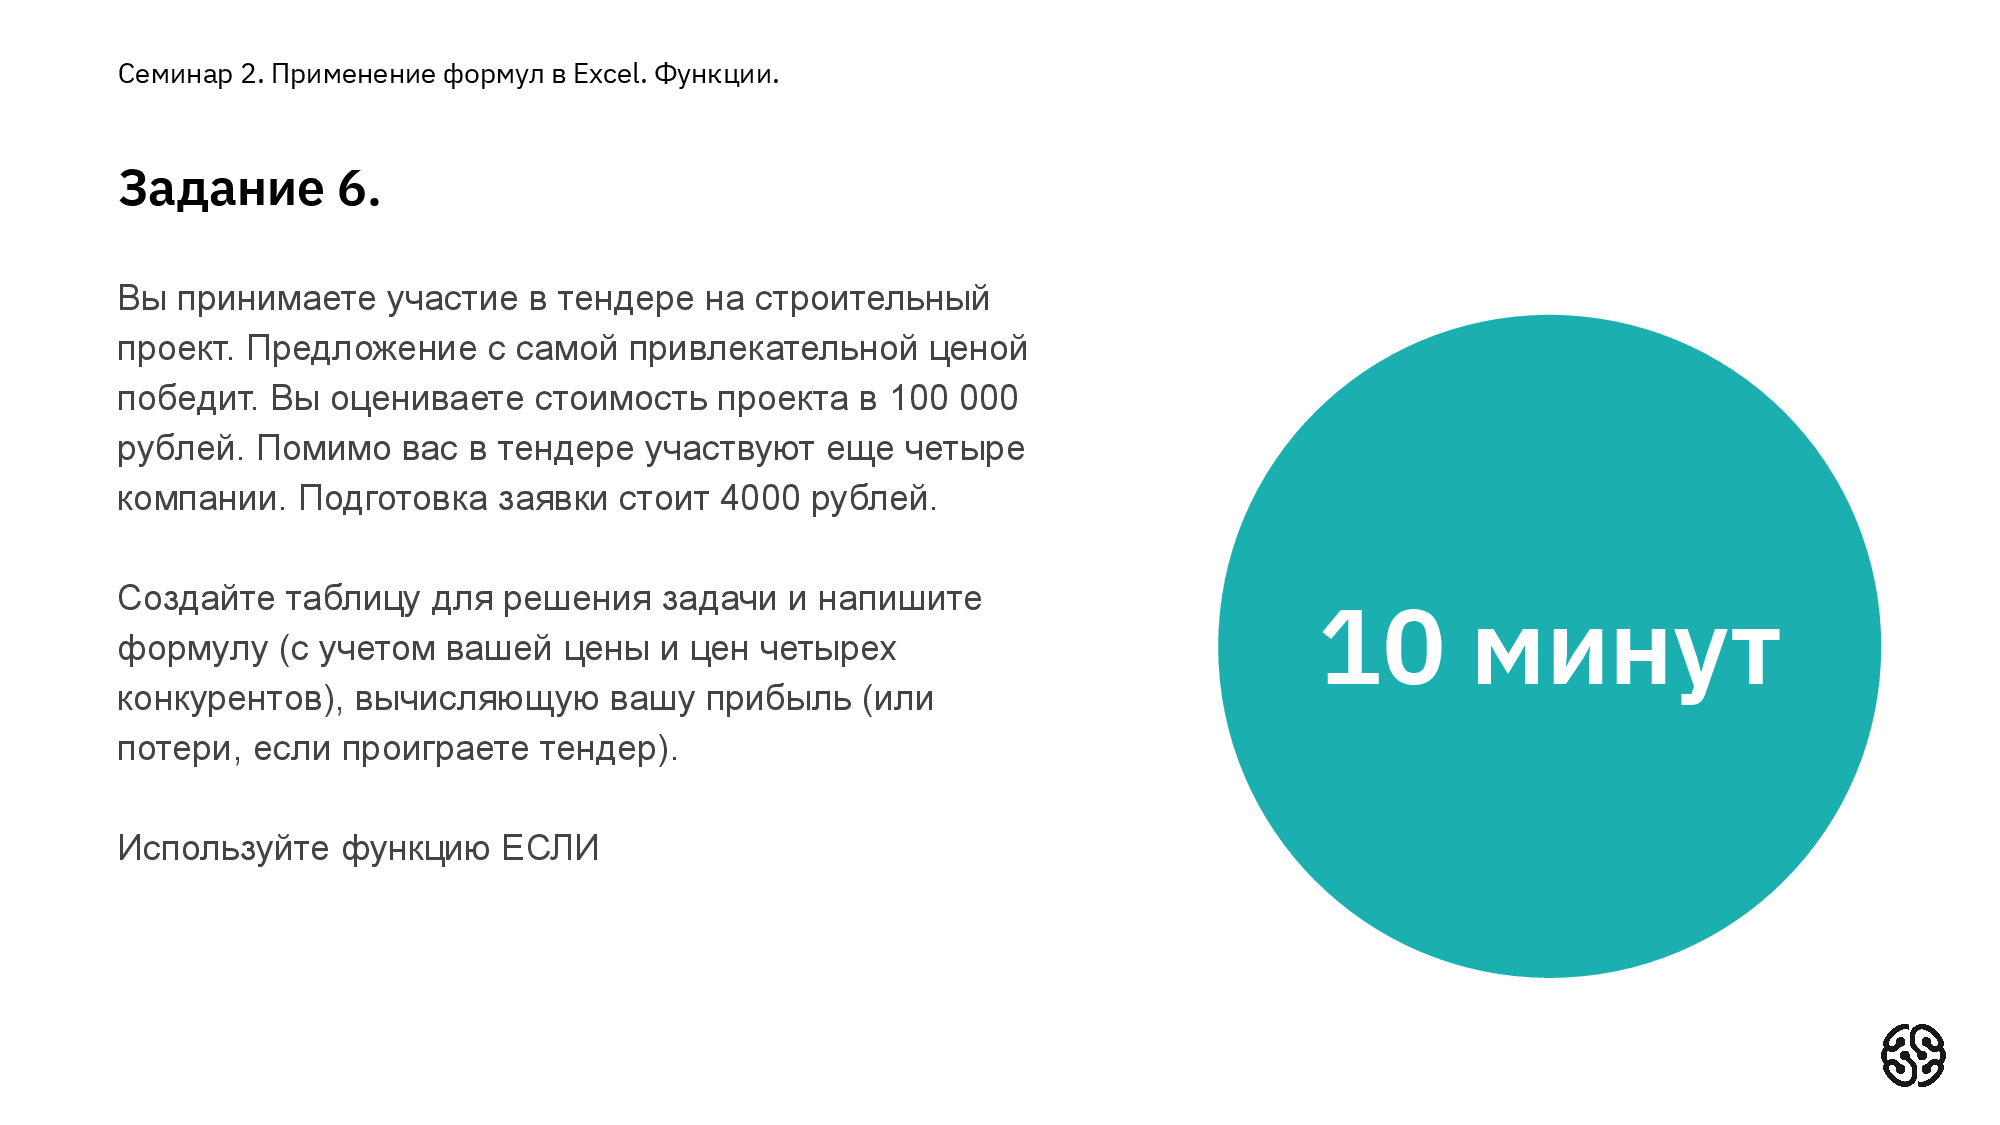 Семинар 2. Применение формул в Excel. Функции.
Задание 6.
Вы принимаете участие в тендере на строительный
проект. Предложение с самой привлекательной ценой
победит. Вы оцениваете стоимость проекта в 100 000
рублей. Помимо вас в тендере участвуют еще четыре
компании. Подготовка заявки стоит 4000 рублей.
Создайте таблицу для решения задачи и напишите
формулу (с учетом вашей цены и цен четырех
конкурентов), вычисляющую вашу прибыль (или
потери, если проиграете тендер).
Используйте функцию ЕСЛИ
10 минут